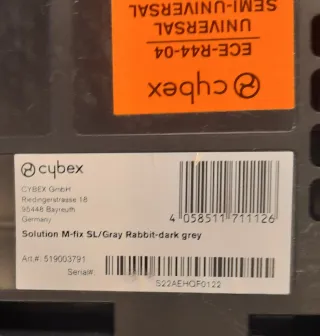 cybex
ECE-R44-04
UNIVERSAL
SEMI-UNIVERSAL
cybex
CYBEX GmbH
Riedingerstrasse 18
95448 Bayreuth
Germany
4 058511 711126
Solution M-fix SL/Gray Rabbit-dark grey
Art.#: 519003791
Serial#:
S22AEHQF0122